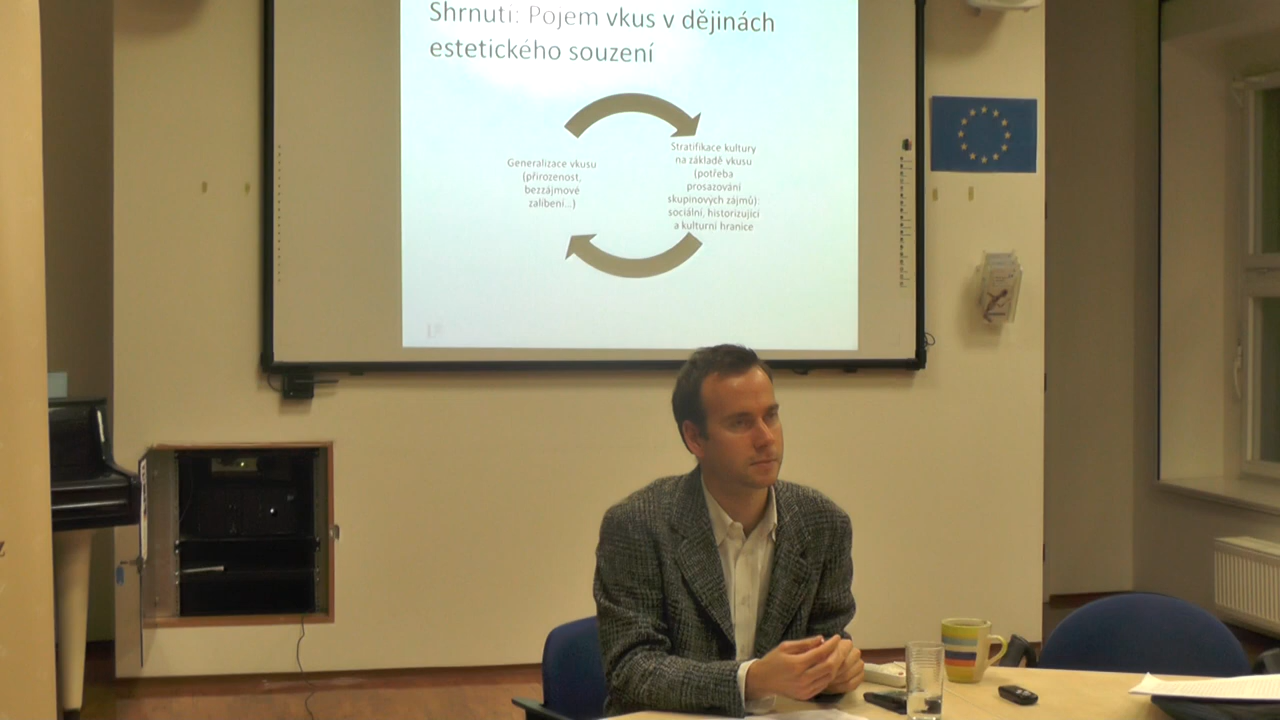 Shrnutí: Pojem vkus v dějinách
estetického souzení
Generalizace vkusu
(přirozenost,
bezzájmové
zalíbení...)
Stratifikace kultury
na základě vkusu
(potřeba
prosazování
skupinových zájmů):
sociální, historizující
a kulturní hranice